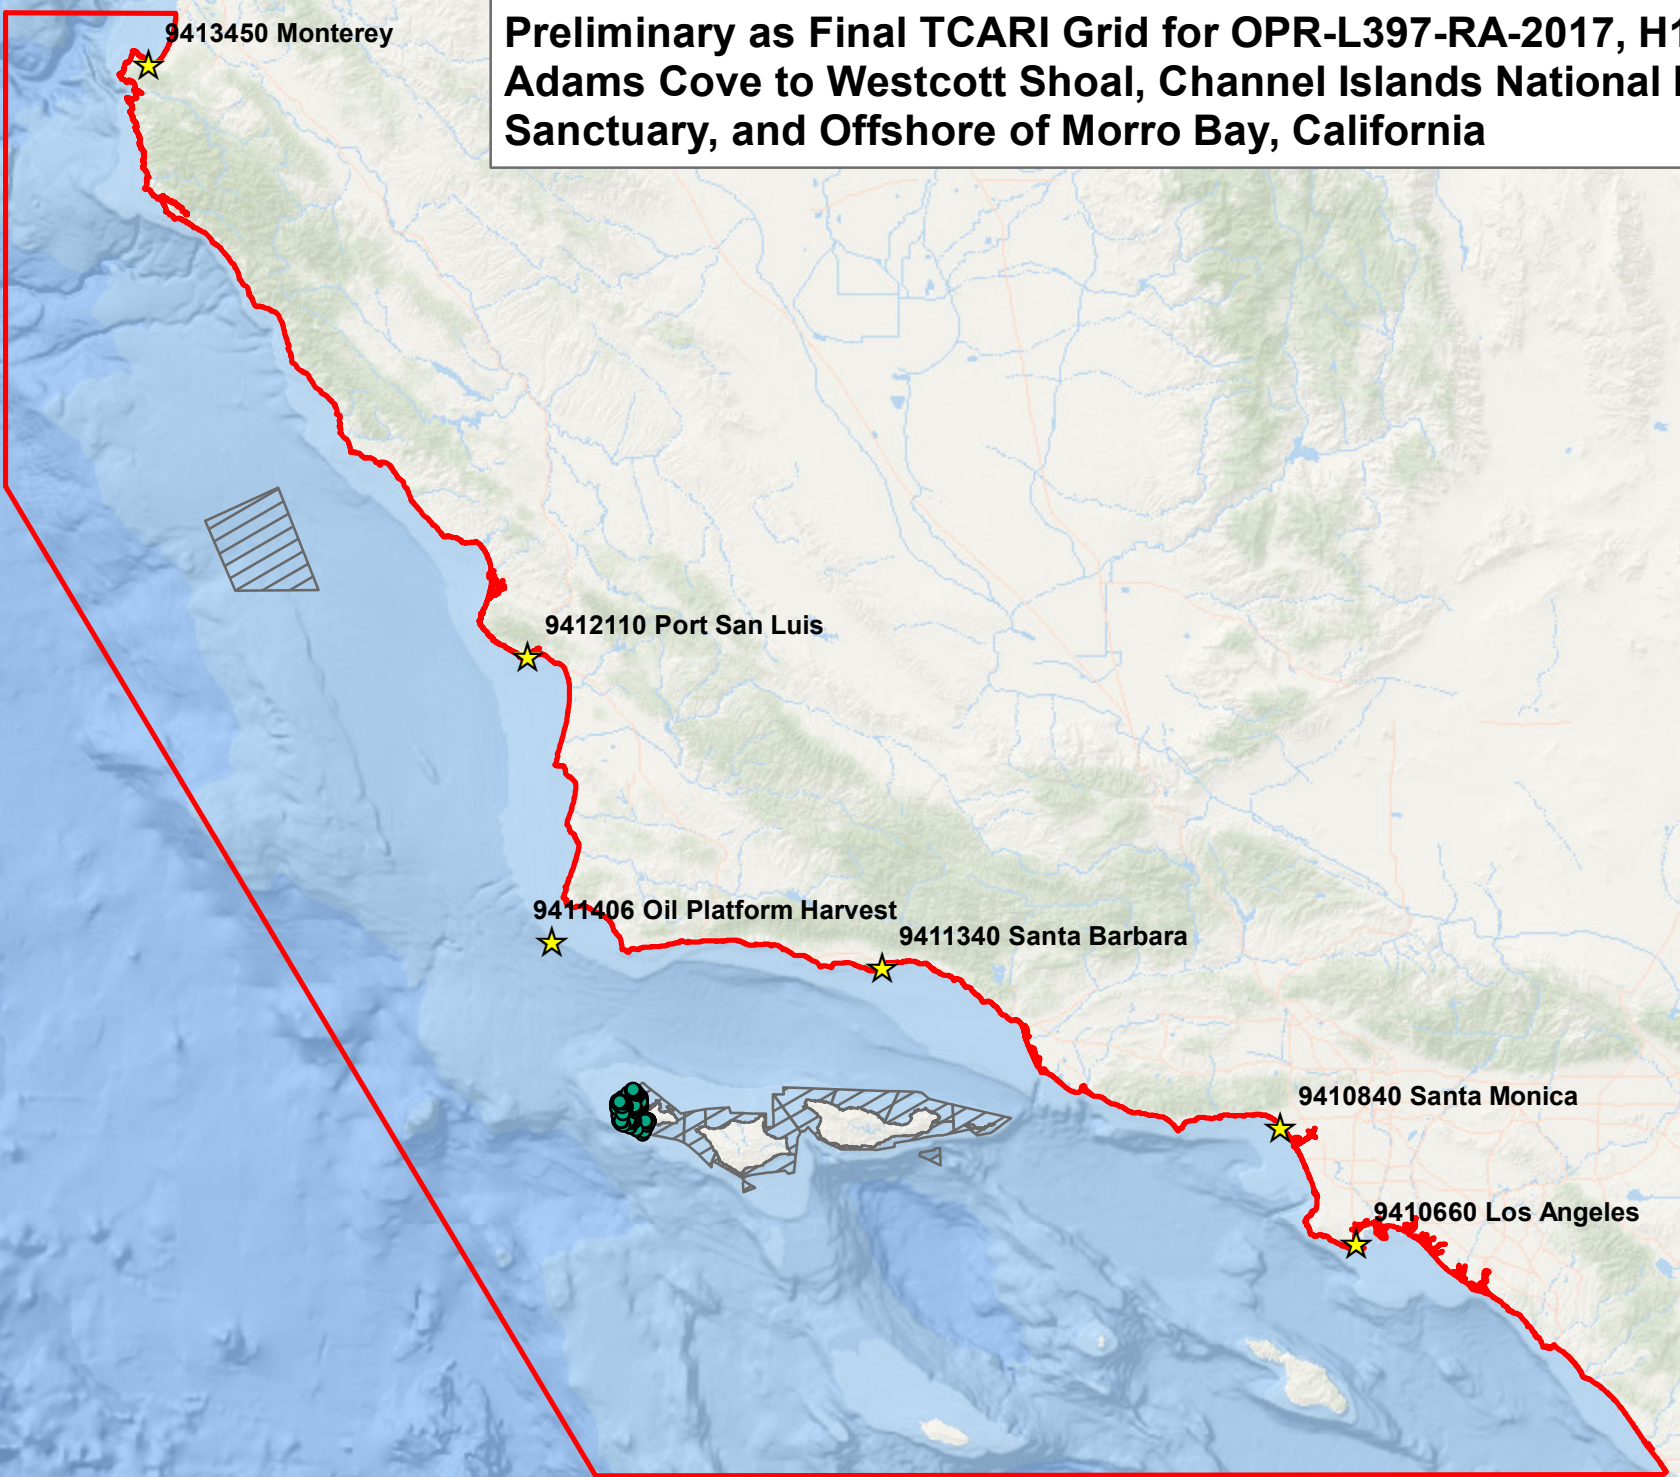 Preliminary as Final TCARI Grid for OPR-L397-RA-2017,
Adams Cove to Westcott Shoal, Channel Islands National
Sanctuary, and Offshore of Morro Bay, California
9413450 Monterey
9412110 Port San Luis
9411406 Oil Platform Harvest
9411340 Santa Barbara
9410840 Santa Monica
9410660 Los Angeles